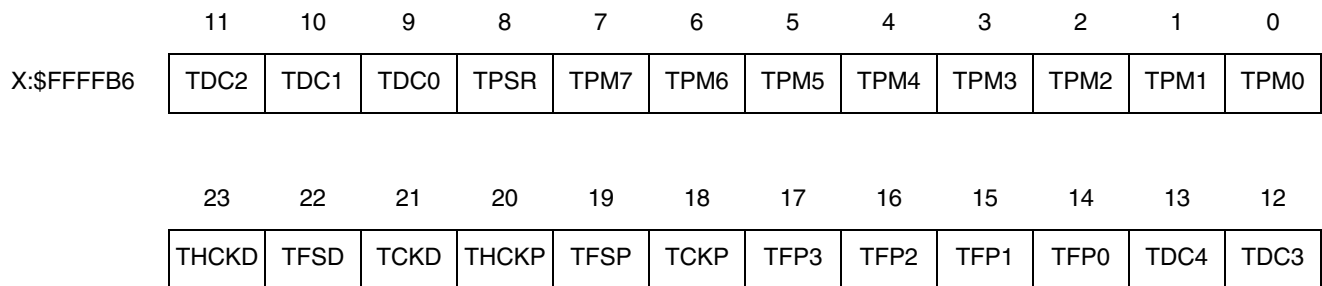 11 10 9 8 7 6 5 4 3 2 1 0
X:$FFFFB6 TDC2 TDC1 TDC0 TPSR TPM7 TPM6 TPM5 TPM4 TPM3 TPM2 TPM1 TPM0
23 22 21 20 19 18 17 16 15 14 13 12
THCKD TFSD TCKD THCKP TFSP TCKP TFP3 TFP2 TFP1 TFP0 TDC4 TDC3